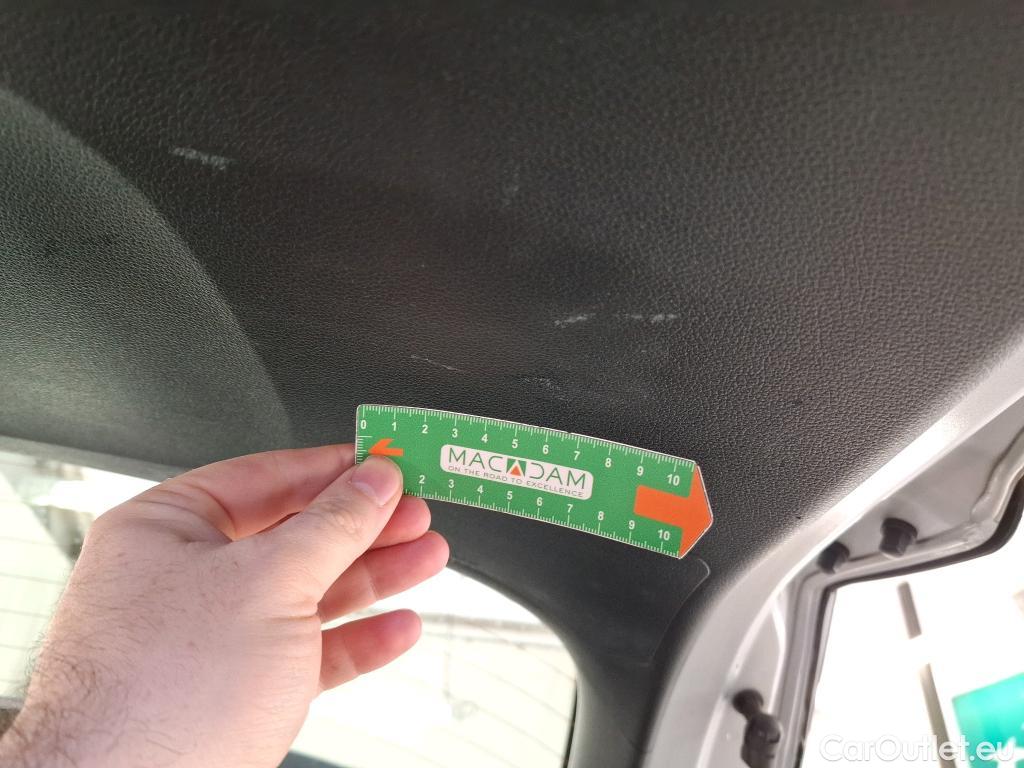 0 1 2 3 4 5 6 7 8 9 10
MACADAM
ON THE ROAD TO EXCELLENCE
2 3 4 5 6 7 8 9 10
CarOutlet.eu